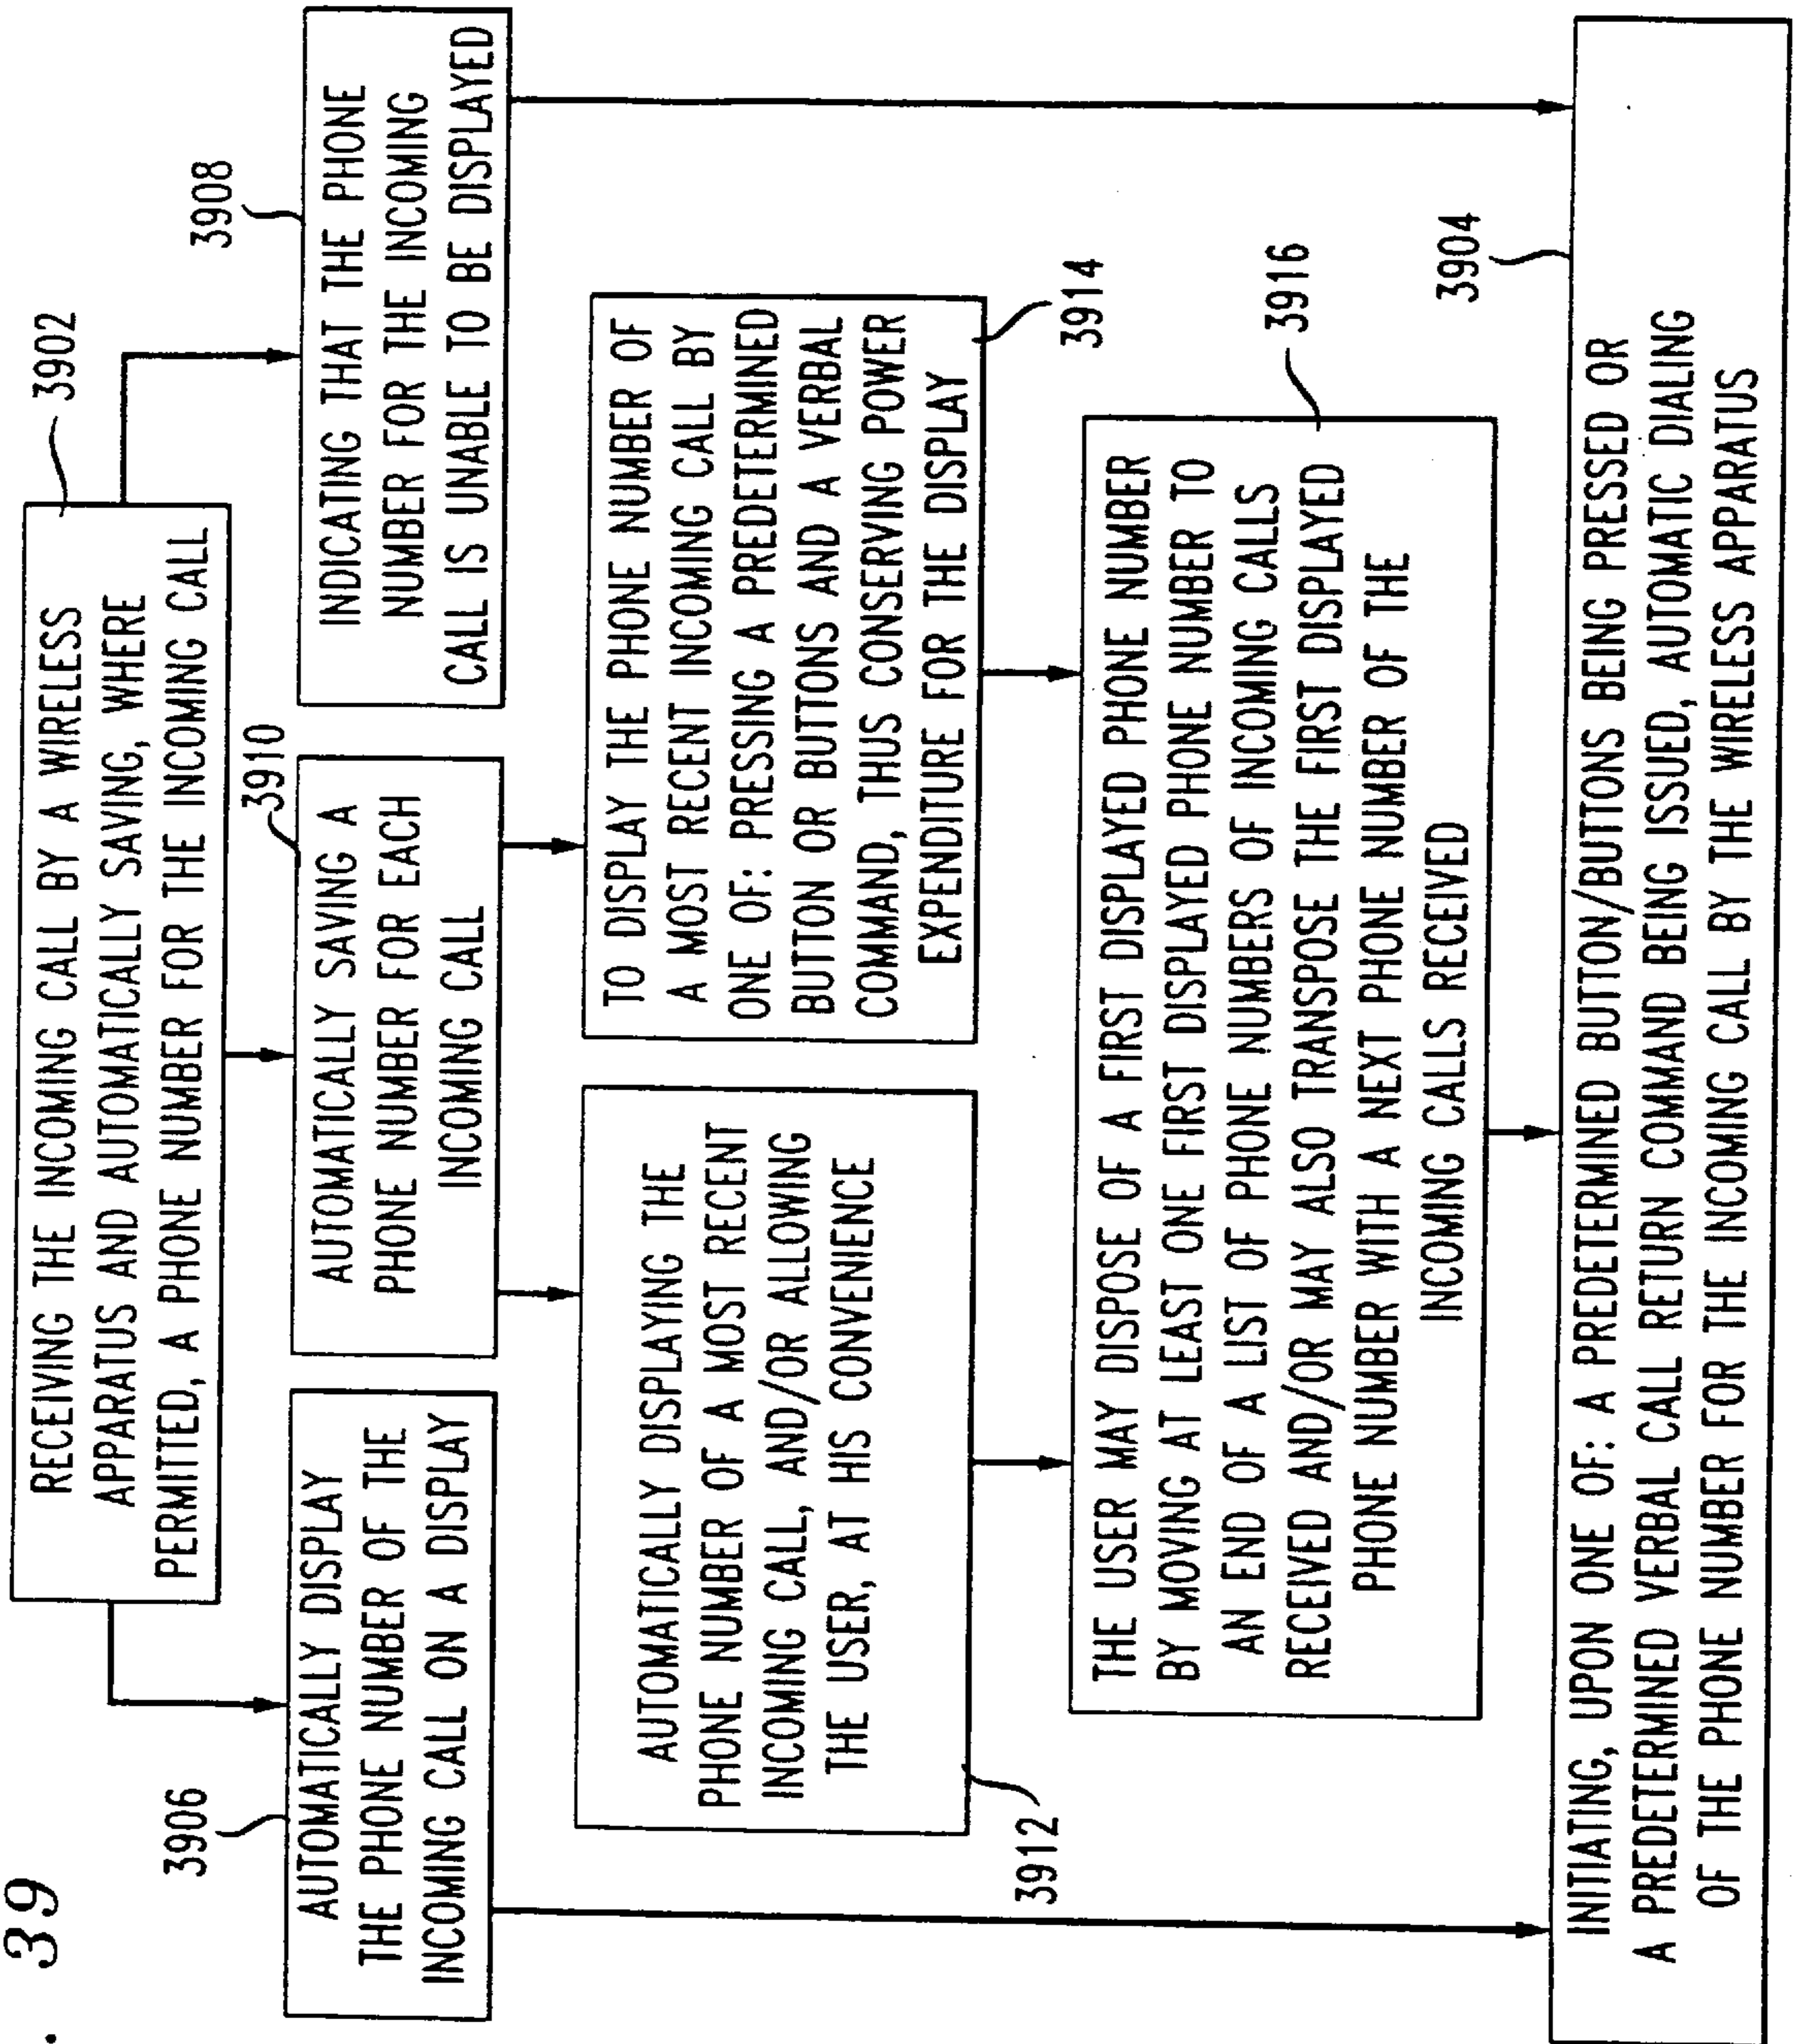 . 39
3902
RECEIVING THE INCOMING CALL BY A WIRELESS
APPARATUS AND AUTOMATICALLY SAVING, WHERE
PERMITTED, A PHONE NUMBER FOR THE INCOMING CALL
3906
AUTOMATICALLY DISPLAY
THE PHONE NUMBER OF THE
INCOMING CALL ON A DISPLAY
3910
AUTOMATICALLY SAVING A
PHONE NUMBER FOR EACH
INCOMING CALL
3908
INDICATING THAT THE PHONE
NUMBER FOR THE INCOMING
CALL IS UNABLE TO BE DISPLAYED
AUTOMATICALLY DISPLAYING THE
PHONE NUMBER OF A MOST RECENT
INCOMING CALL, AND/OR ALLOWING
THE USER, AT HIS CONVENIENCE
3912
TO DISPLAY THE PHONE NUMBER OF
A MOST RECENT INCOMING CALL BY
ONE OF: PRESSING A PREDETERMINED
BUTTON OR BUTTONS AND A VERBAL
COMMAND, THUS CONSERVING POWER
EXPENDITURE FOR THE DISPLAY
3914
THE USER MAY DISPOSE OF A FIRST DISPLAYED PHONE NUMBER
BY MOVING AT LEAST ONE FIRST DISPLAYED PHONE NUMBER TO
AN END OF A LIST OF PHONE NUMBERS OF INCOMING CALLS
RECEIVED AND/OR MAY ALSO TRANSPOSE THE FIRST DISPLAYED
PHONE NUMBER WITH A NEXT PHONE NUMBER OF THE
INCOMING CALLS RECEIVED
3916
3904
INITIATING, UPON ONE OF: A PREDETERMINED BUTTON/BUTTONS BEING PRESSED OR
A PREDETERMINED VERBAL CALL RETURN COMMAND BEING ISSUED, AUTOMATIC DIALING
OF THE PHONE NUMBER FOR THE INCOMING CALL BY THE WIRELESS APPARATUS